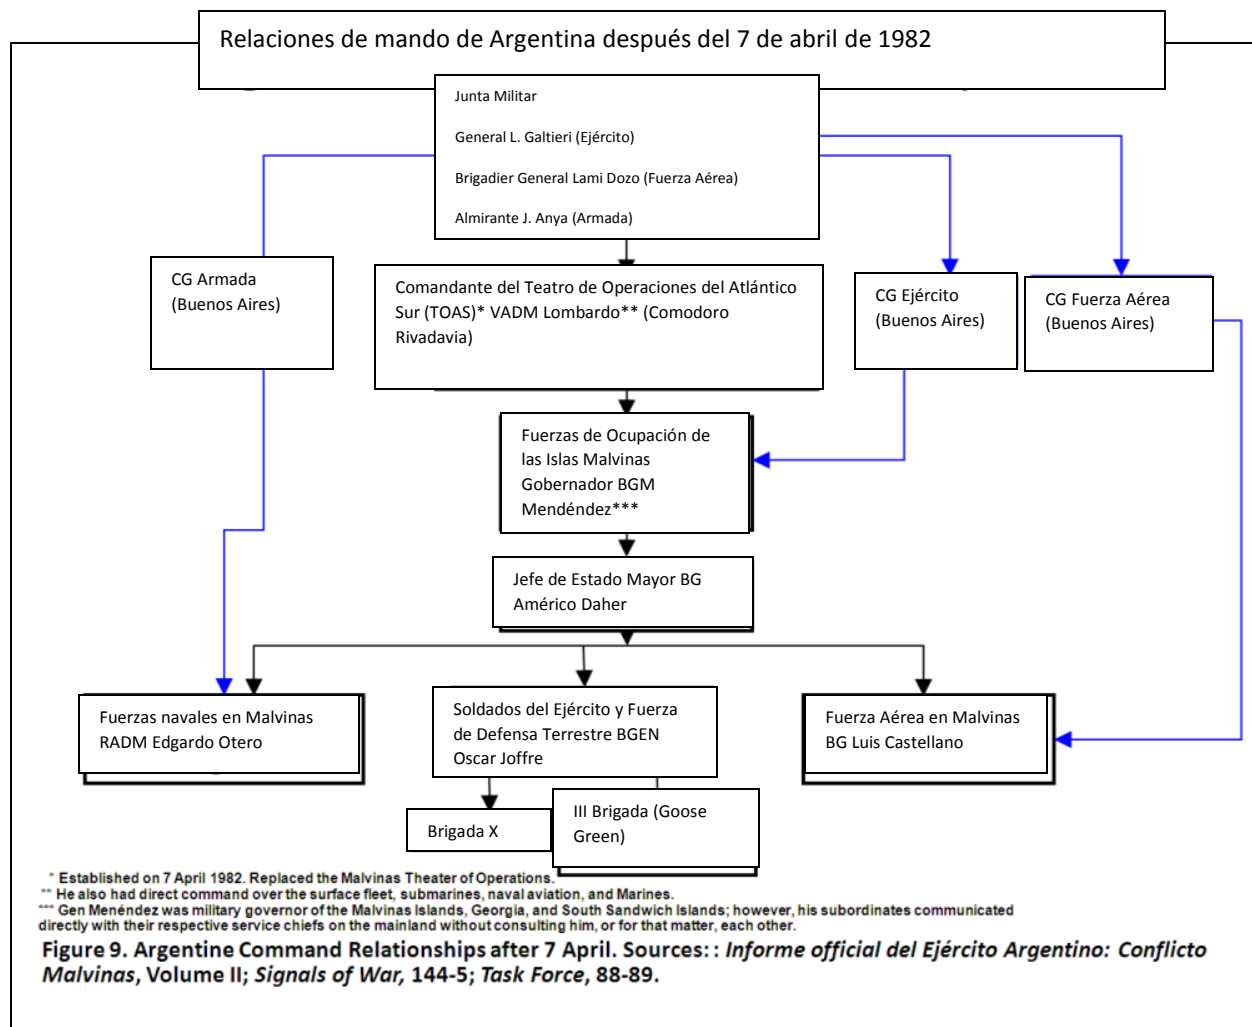 Relaciones de mando de Argentina después del 7 de abril de 1982
Junta Militar
General L. Galtieri (Ejército)
Brigadier General Lami Dozo (Fuerza Aérea)
Almirante J. Anya (Armada)
CG Armada
(Buenos Aires)
Comandante del Teatro de Operaciones del Atlántico
Sur (TOAS)* VADM Lombardo** (Comodoro
Rivadavia)
CG Ejército
(Buenos Aires)
CG Fuerza Aérea
(Buenos Aires)
Fuerzas de Ocupación de
las Islas Malvinas
Gobernador BGM
Mendéndez***
Jefe de Estado Mayor BG
Américo Daher
Fuerzas navales en Malvinas
RADM Edgardo Otero
Soldados del Ejército y Fuerza
de Defensa Terrestre BGEN
Oscar Joffre
Fuerza Aérea en Malvinas
BG Luis Castellano
Brigada X
III Brigada (Goose
Green)
* Established on 7 April 1982. Replaced the Malvinas Theater of Operations.
** He also had direct command over the surface fleet, submarines, naval aviation, and Marines.
*** Gen Menéndez was military governor of the Malvinas Islands, Georgia, and South Sandwich Islands; however, his subordinates communicated
directly with their respective service chiefs on the mainland without consulting him, or for that matter, each other.
Figure 9. Argentine Command Relationships after 7 April. Sources: : Informe official del Ejército Argentino: Conflicto
Malvinas, Volume II; Signals of War, 144-5; Task Force, 88-89.